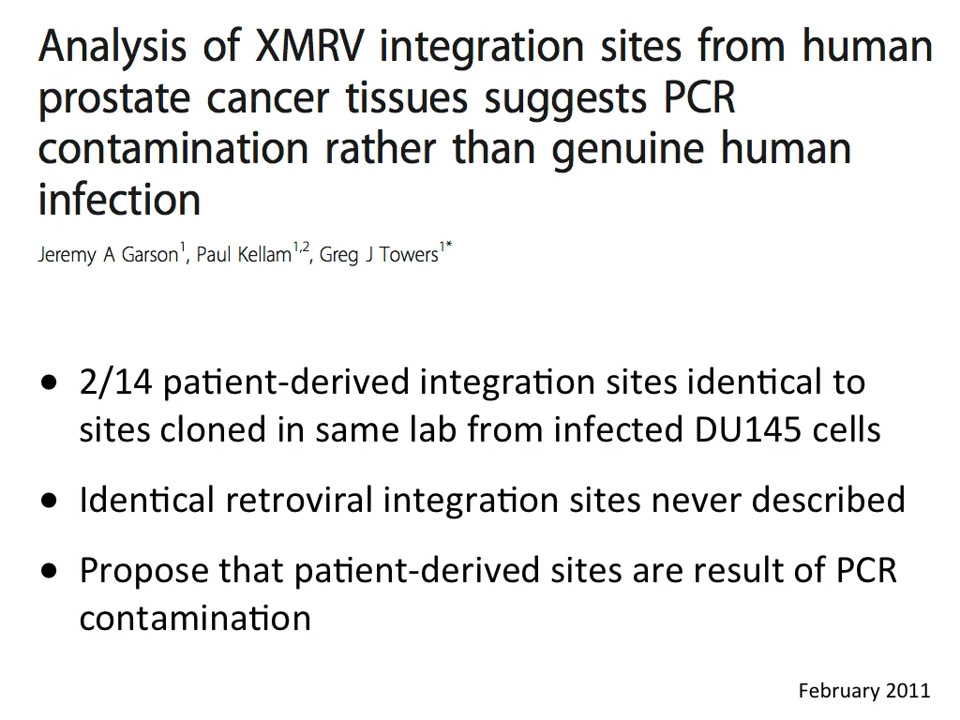 Analysis of XMRV integration sites from human
prostate cancer tissues suggests PCR
contamination rather than genuine human
infection
Jeremy A Garson1, Paul Kellam1,2, Greg J Towers1*
• 2/14 patient-derived integration sites identical to
sites cloned in same lab from infected DU145 cells
• Identical retroviral integration sites never described
• Propose that patient-derived sites are result of PCR
contamination
February 2011